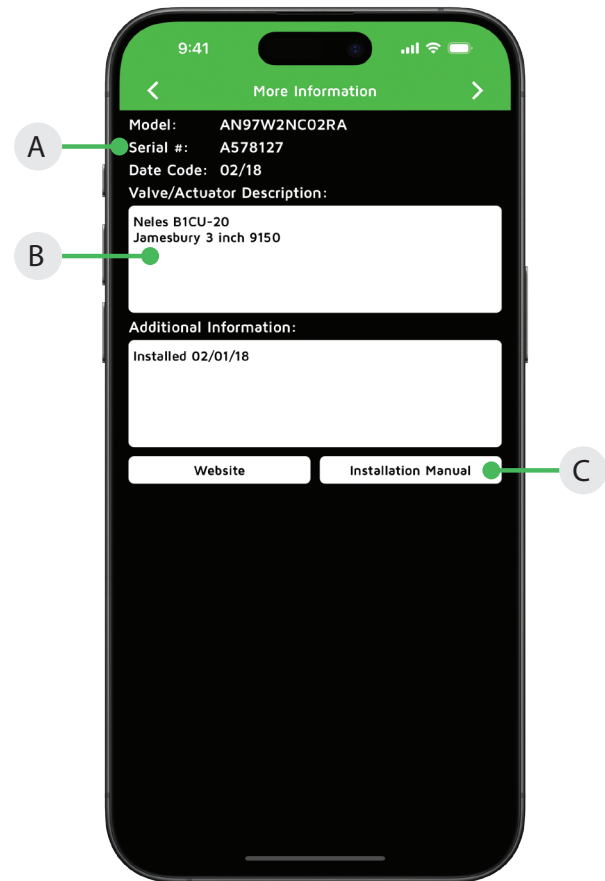 9:41
More Information
Model: AN97W2NC02RA
A
Serial #: A578127
Date Code: 02/18
Valve/Actuator Description:
Neles B1CU-20
Jamesbury 3 inch 9150
B
Additional Information:
Installed 02/01/18
Website Installation Manual
C